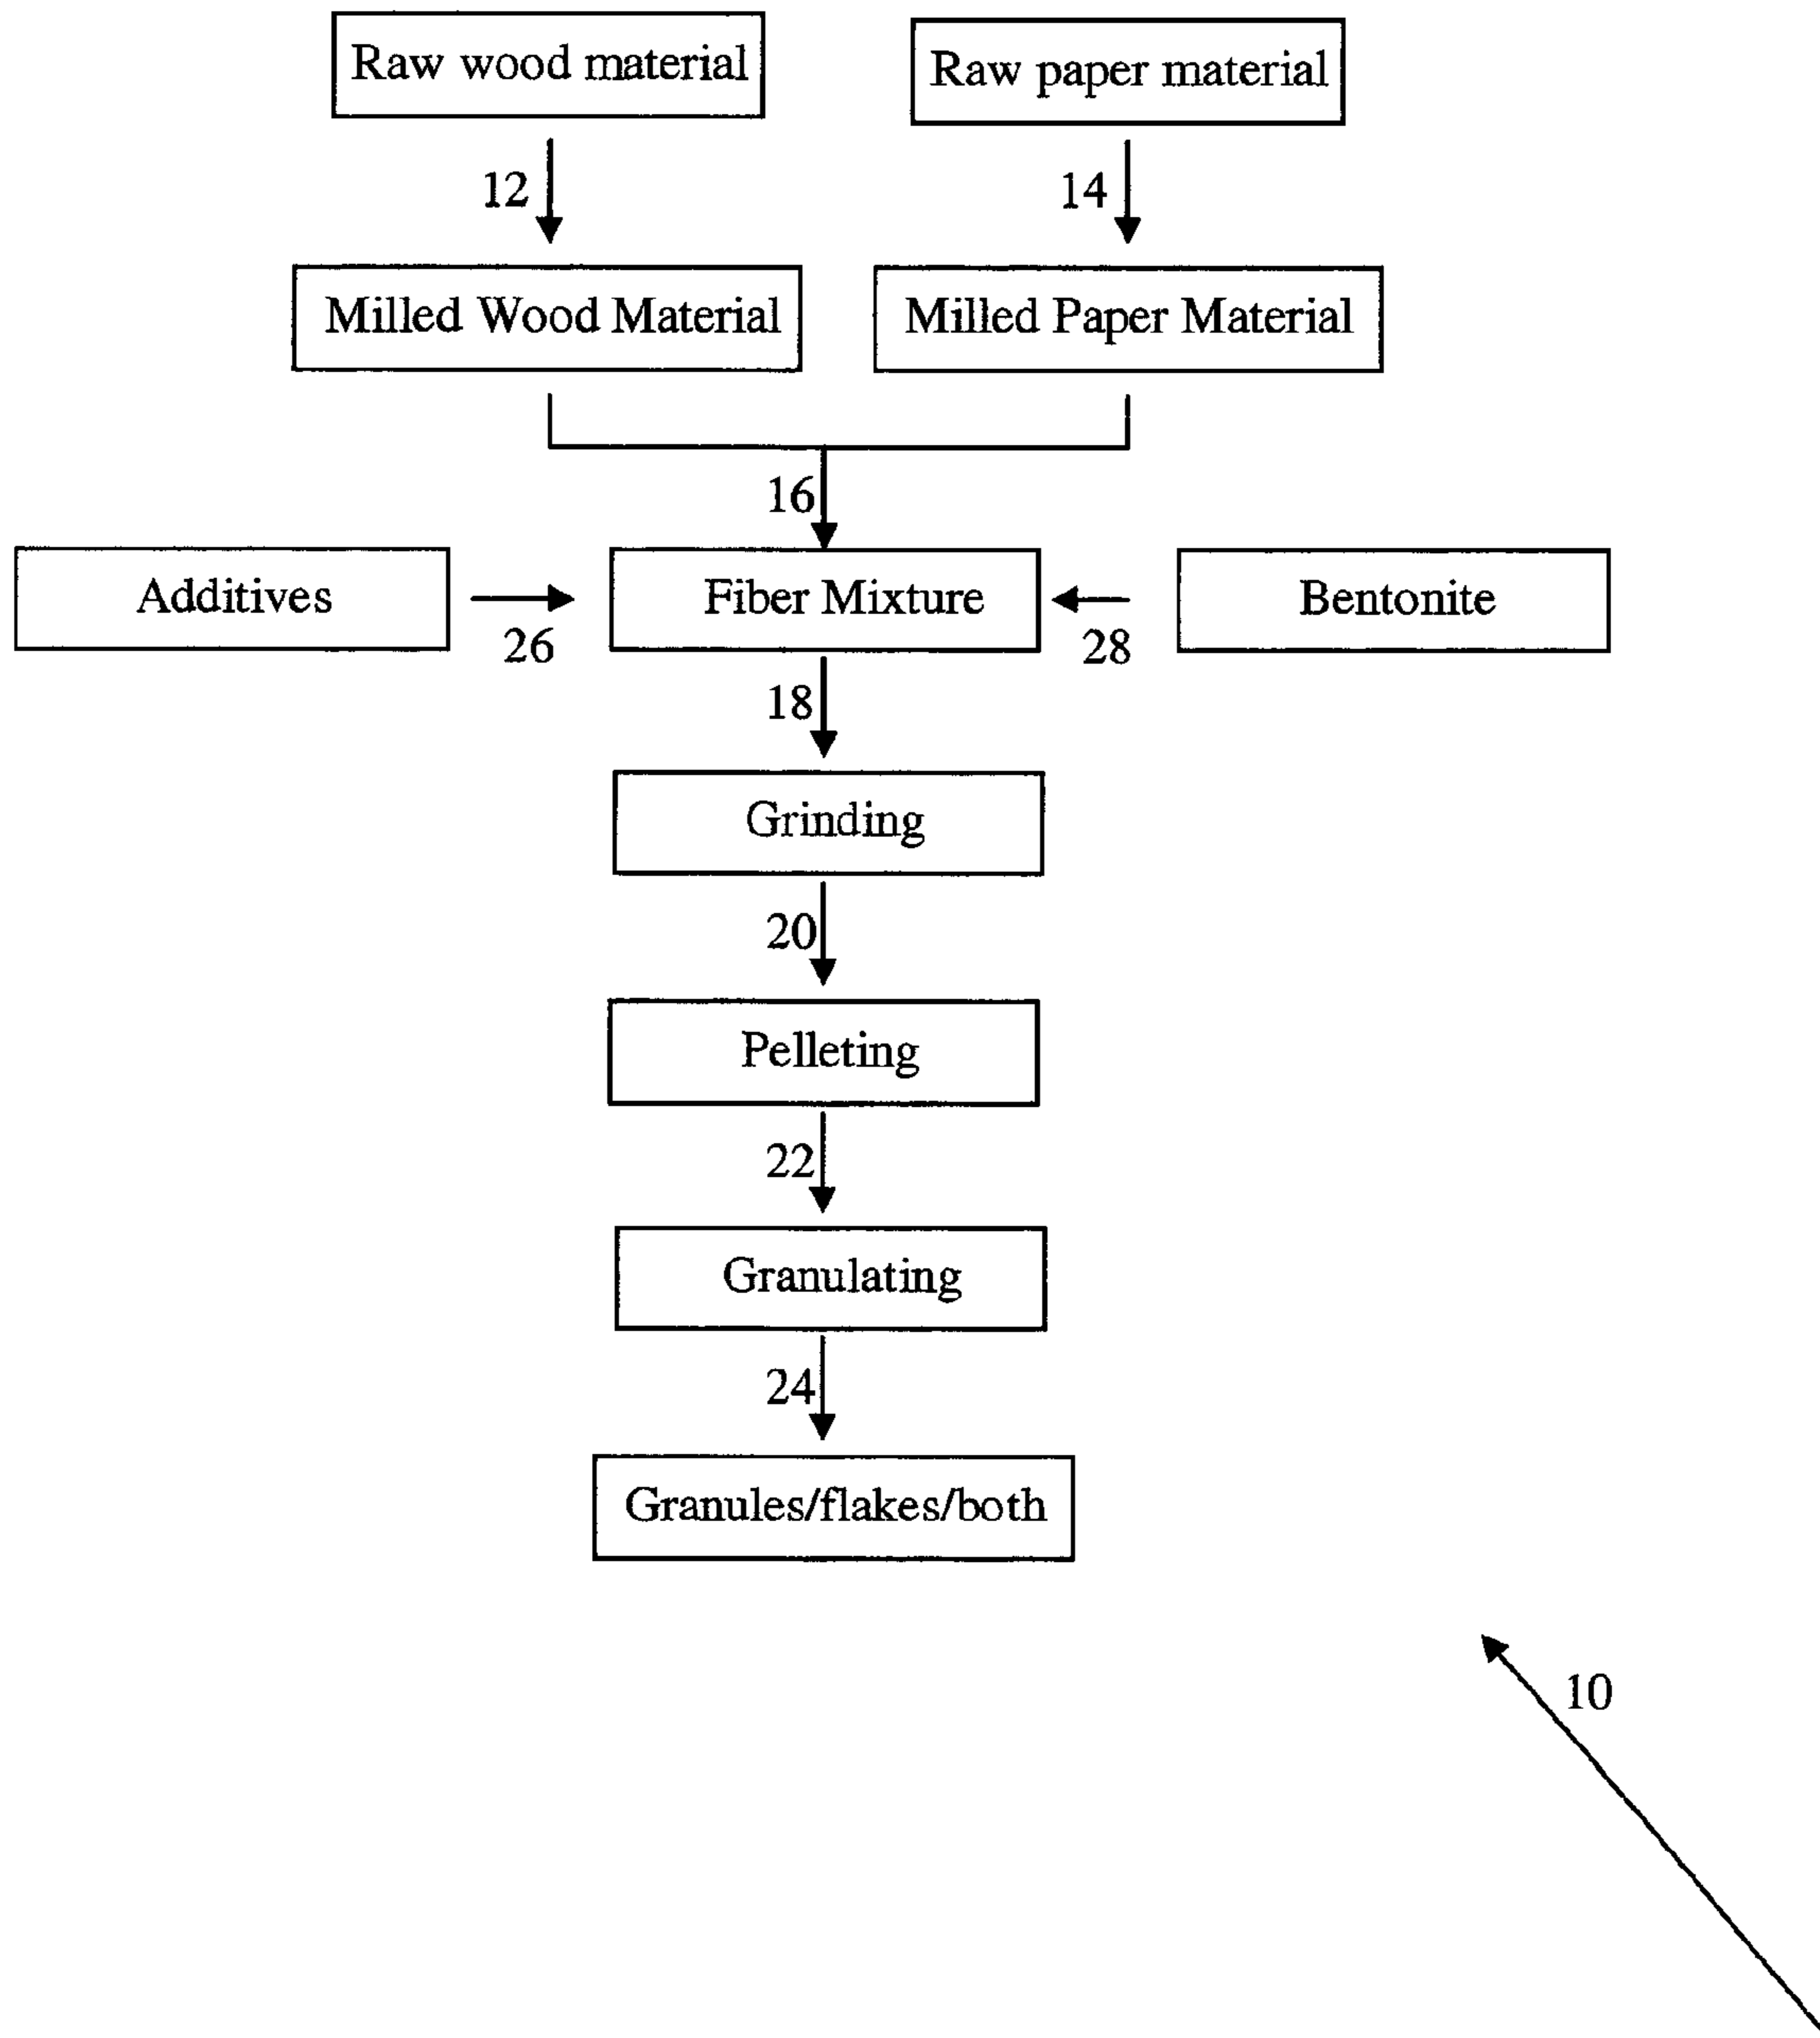 Raw wood material
Raw paper material
12
14
Milled Wood Material
Milled Paper Material
16
Additives
Fiber Mixture
Bentonite
26
28
18
Grinding
20
Pelleting
22
Granulating
24
Granules/flakes/both
10